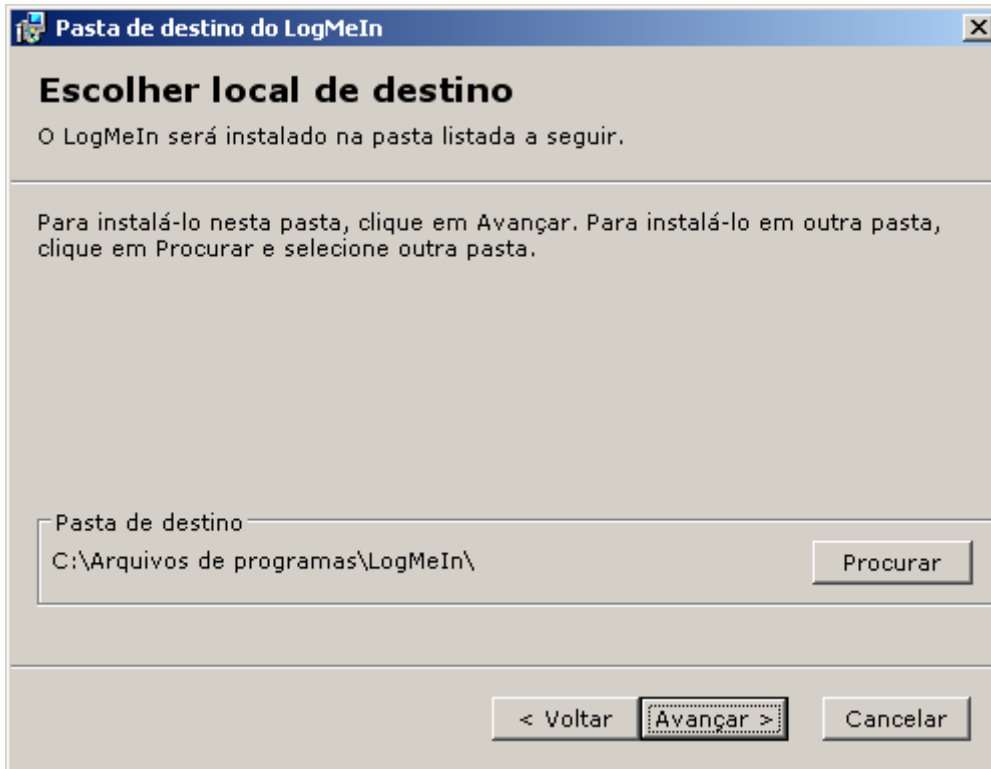 Pasta de destino do LogMeIn
Escolher local de destino
O LogMeIn será instalado na pasta listada a seguir.
Para instalá-lo nesta pasta, clique em Avançar. Para instalá-lo em outra pasta,
clique em Procurar e selecione outra pasta.
Pasta de destino
C:\Arquivos de programas\LogMeIn\
Procurar
< Voltar
Avançar >
Cancelar